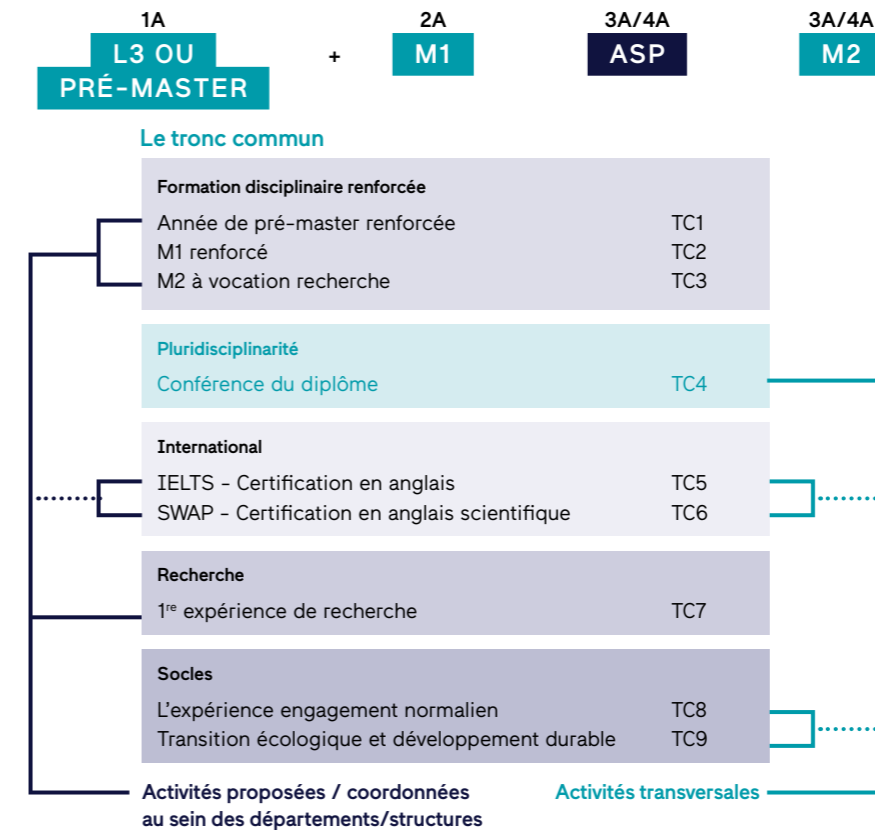 1A 2A 3A/4A 3A/4A
L3 OU + M1 ASP M2
PRÉ-MASTER
Le tronc commun
Formation disciplinaire renforcée
Année de pré-master renforcée TC1
M1 renforcé TC2
M2 à vocation recherche TC3
Pluridisciplinarité
Conférence du diplôme TC4
International
IELTS - Certification en anglais TC5
SWAP - Certification en anglais scientifique TC6
Recherche
1re expérience de recherche TC7
Socles
L'expérience engagement normalien TC8
Transition écologique et développement durable TC9
Activités proposées / coordonnées Activités transversales
au sein des départements/structures